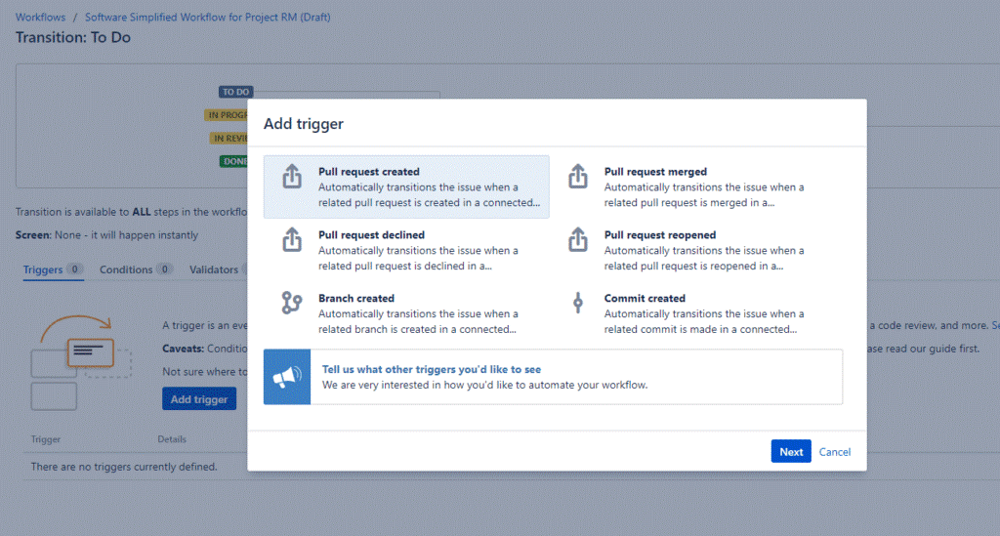 Workflows / Software Simplified Workflow for Project RM (Draft)
Transition: To Do
TO DO
IN PROGR
IN REVIE
DONE
Transition is available to ALL steps in the workflo
Screen: None - it will happen instantly
Triggers 0 Conditions 0 Validators
A trigger is an eve
a code review, and more. Se
Caveats: Conditio
ase read our guide first.
Not sure where to
Add trigger
Trigger Details
There are no triggers currently defined.
Add trigger
Pull request created
Automatically transitions the issue when a
related pull request is created in a connected...
Pull request merged
Automatically transitions the issue when a
related pull request is merged in a...
Pull request declined
Automatically transitions the issue when a
related pull request is declined in a...
Pull request reopened
Automatically transitions the issue when a
related pull request is reopened in a...
Branch created
Automatically transitions the issue when a
related branch is created in a connected...
Commit created
Automatically transitions the issue when a
related commit is made in a connected...
Tell us what other triggers you'd like to see
We are very interested in how you'd like to automate your workflow.
Next Cancel